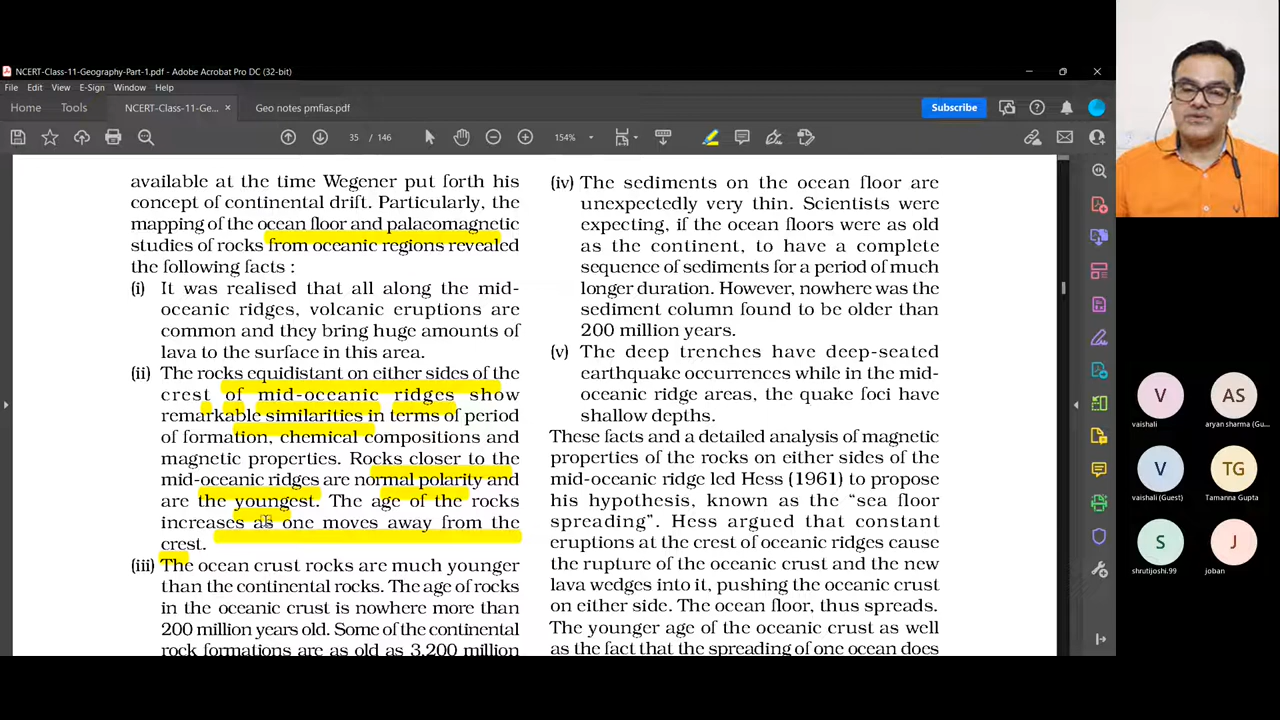 NCERT-Class-11-Geography-Part-1.pdf - Adobe Acrobat Pro DC (32-bit)
File Edit View E-Sign Window Help
Home Tools NCERT-Class-11-Ge... × Geo notes pmfias.pdf Subscribe
35 / 146 154%
available at the time Wegener put forth his
concept of continental drift. Particularly, the
mapping of the ocean floor and palaeomagnetic
studies of rocks from oceanic regions revealed
the following facts :
(i) It was realised that all along the mid-
oceanic ridges, volcanic eruptions are
common and they bring huge amounts of
lava to the surface in this area.
(ii) The rocks equidistant on either sides of the
crest of mid-oceanic ridges show
remarkable similarities in terms of period
of formation, chemical compositions and
magnetic properties. Rocks closer to the
mid-oceanic ridges are normal polarity and
are the youngest. The age of the rocks
increases as one moves away from the
crest.
(iii) The ocean crust rocks are much younger
than the continental rocks. The age of rocks
in the oceanic crust is nowhere more than
200 million years old. Some of the continental
rock formations are as old as 3,200 million
(iv) The sediments on the ocean floor are
unexpectedly very thin. Scientists were
expecting, if the ocean floors were as old
as the continent, to have a complete
sequence of sediments for a period of much
longer duration. However, nowhere was the
sediment column found to be older than
200 million years.
(v) The deep trenches have deep-seated
earthquake occurrences while in the mid-
oceanic ridge areas, the quake foci have
shallow depths.
These facts and a detailed analysis of magnetic
properties of the rocks on either sides of the
mid-oceanic ridge led Hess (1961) to propose
his hypothesis, known as the “sea floor
spreading”. Hess argued that constant
eruptions at the crest of oceanic ridges cause
the rupture of the oceanic crust and the new
lava wedges into it, pushing the oceanic crust
on either side. The ocean floor, thus spreads.
The younger age of the oceanic crust as well
as the fact that the spreading of one ocean does
V AS
vaishali aryan sharma (Gu...
V TG
vaishali (Guest) Tamanna Gupta
S J
shrutijoshi.99 joban